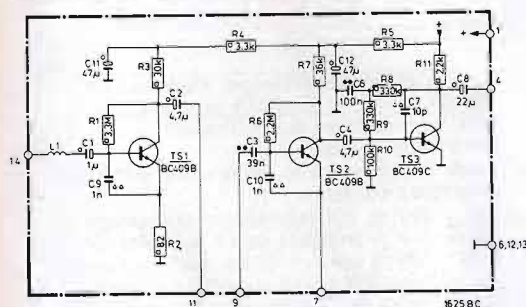 R4
3.3k
R5
3.3k
+
+
1
C11
47µ
R3
30k
R7
36k
C12
47µ
C6
100n
R8
330k
R11
2.2k
C8
22µ
4
C2
4,7µ
R1
3.3M
R6
2.2M
R9
330k
C7
10p
14
L1
C1
1µ
C9
1n
TS1
BC409B
C3
39n
C10
1n
TS2
BC409B
C4
4,7µ
R10
100k
TS3
BC409C
R2
82
6,12,13
11
9
7
1625 BC